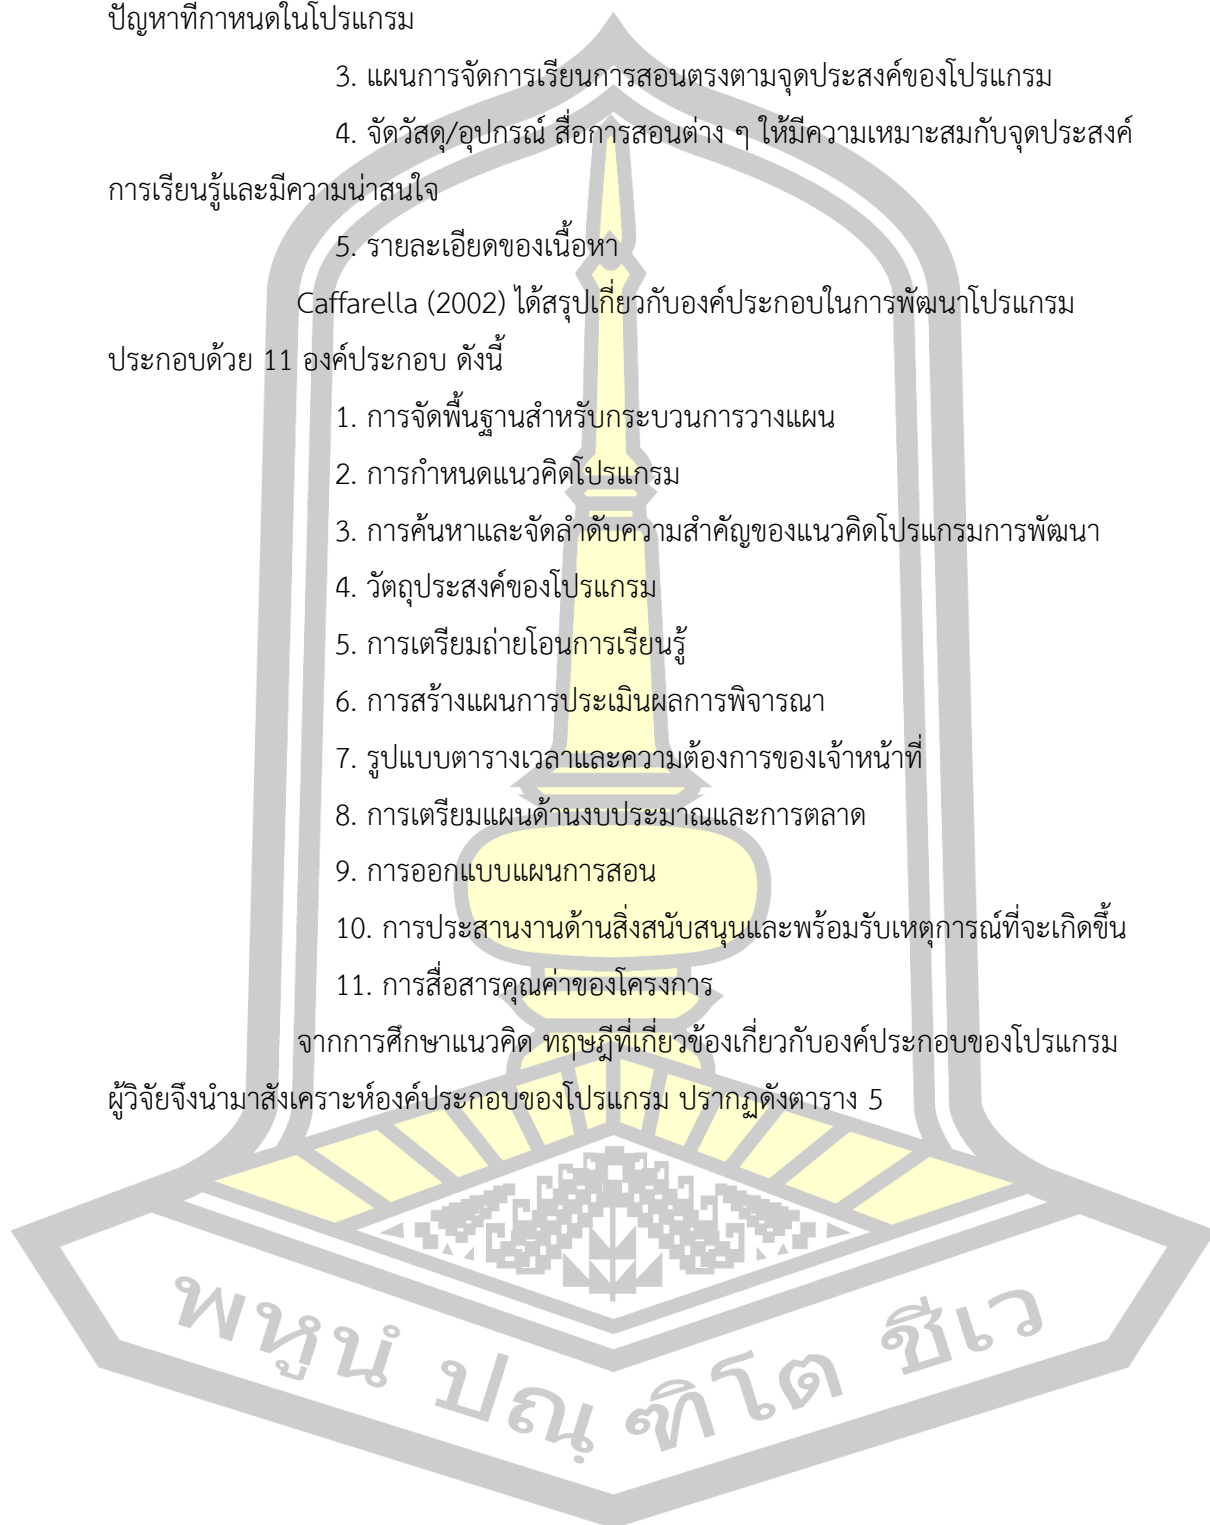 ปัญหาที่กำหนดในโปรแกรม
3. แผนการจัดการเรียนการสอนตรงตามจุดประสงค์ของโปรแกรม
4. จัดวัสดุ/อุปกรณ์ สื่อการสอนต่าง ๆ ให้มีความเหมาะสมกับจุดประสงค์
การเรียนรู้และมีความน่าสนใจ
5. รายละเอียดของเนื้อหา
Caffarella (2002) ได้สรุปเกี่ยวกับองค์ประกอบในการพัฒนาโปรแกรม
ประกอบด้วย 11 องค์ประกอบ ดังนี้
1. การจัดพื้นฐานสำหรับกระบวนการวางแผน
2. การกำหนดแนวคิดโปรแกรม
3. การค้นหาและจัดลำดับความสำคัญของแนวคิดโปรแกรมการพัฒนา
4. วัตถุประสงค์ของโปรแกรม
5. การเตรียมถ่ายโอนการเรียนรู้
6. การสร้างแผนการประเมินผลการพิจารณา
7. รูปแบบตารางเวลาและความต้องการของเจ้าหน้าที่
8. การเตรียมแผนด้านงบประมาณและการตลาด
9. การออกแบบแผนการสอน
10. การประสานงานด้านสิ่งสนับสนุนและพร้อมรับเหตุการณ์ที่จะเกิดขึ้น
11. การสื่อสารคุณค่าของโครงการ
จากการศึกษาแนวคิด ทฤษฎีที่เกี่ยวข้องเกี่ยวกับองค์ประกอบของโปรแกรม
ผู้วิจัยจึงนำมาสังเคราะห์องค์ประกอบของโปรแกรม ปรากฏดังตาราง 5
พหูนํ ปณฺฑิโต ชีเว